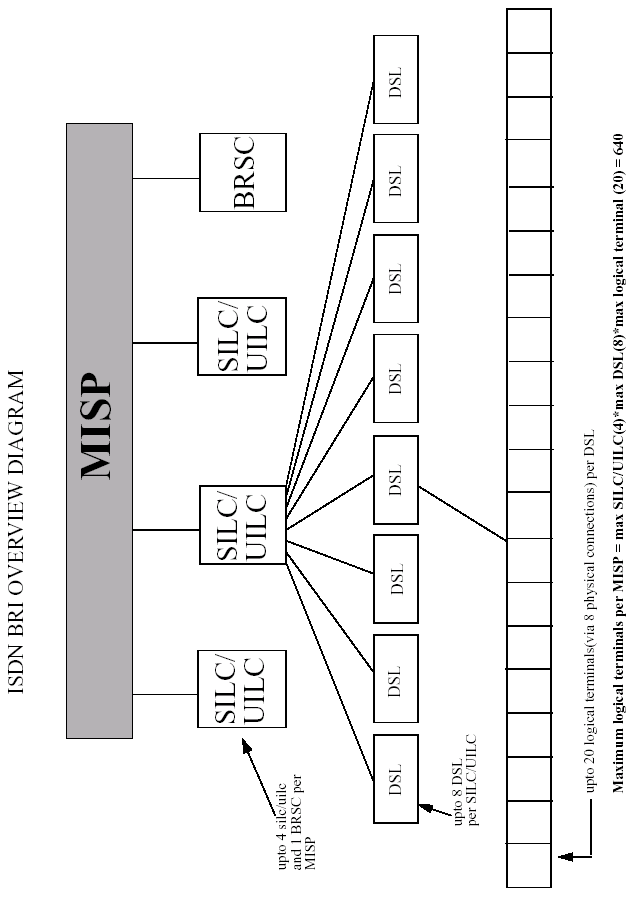 ISDN BRI OVERVIEW DIAGRAM
MISP
SILC/
UILC
SILC/
UILC
SILC/
UILC
BRSC
upto 4 silc/uilc
and 1 BRSC per
MISP
DSL
DSL
DSL
DSL
DSL
DSL
DSL
DSL
upto 8 DSL
per SILC/UILC
upto 20 logical terminals(via 8 physical connections) per DSL
Maximum logical terminals per MISP = max SILC/UILC(4)*max DSL(8)*max logical terminal (20) = 640